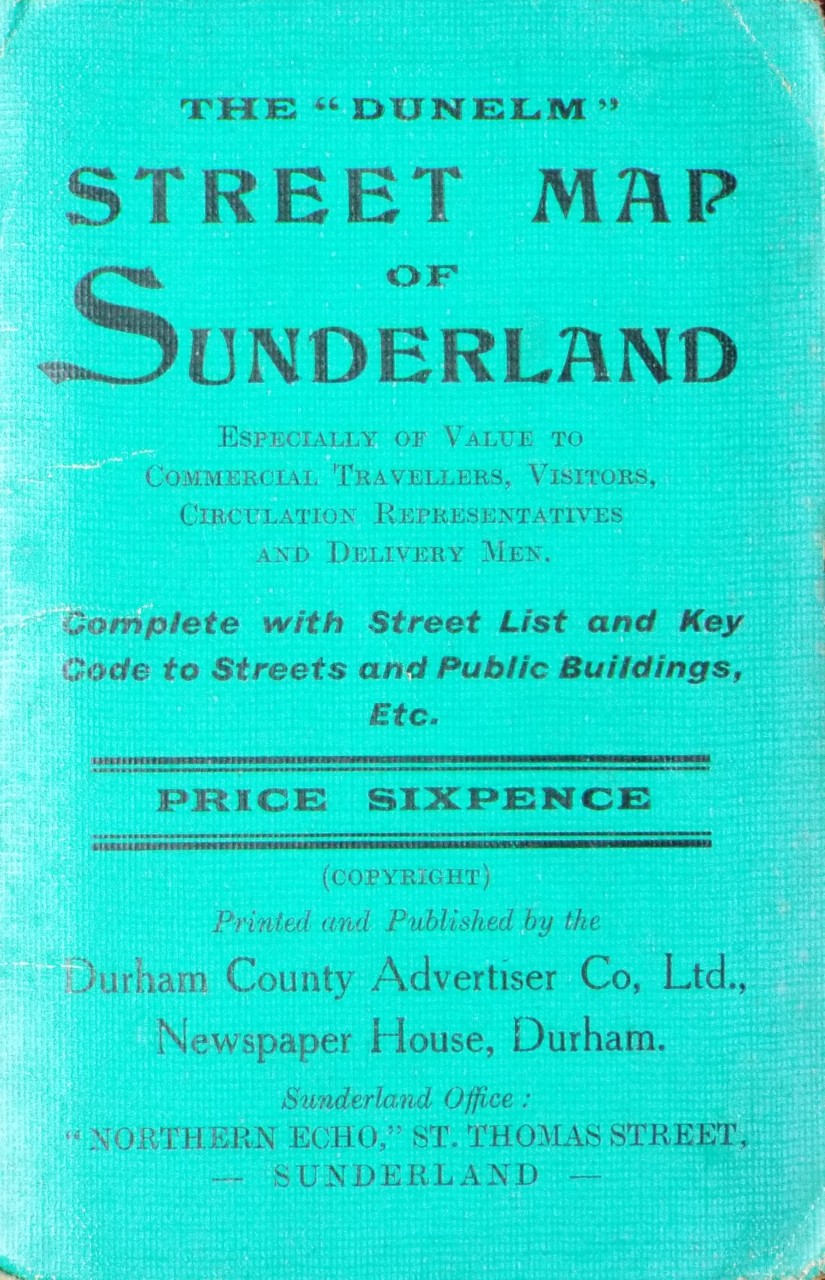 THE "DUNELM"
STREET MAP
OF
SUNDERLAND
ESPECIALLY OF VALUE TO
COMMERCIAL TRAVELLERS, VISITORS,
CIRCULATION REPRESENTATIVES
AND DELIVERY MEN.
Complete with Street List and Key
Code to Streets and Public Buildings,
Etc.
PRICE SIXPENCE
(COPYRIGHT)
Printed and Published by the
Durham County Advertiser Co, Ltd.,
Newspaper House, Durham.
Sunderland Office :
"NORTHERN ECHO," ST. THOMAS STREET,
— SUNDERLAND —